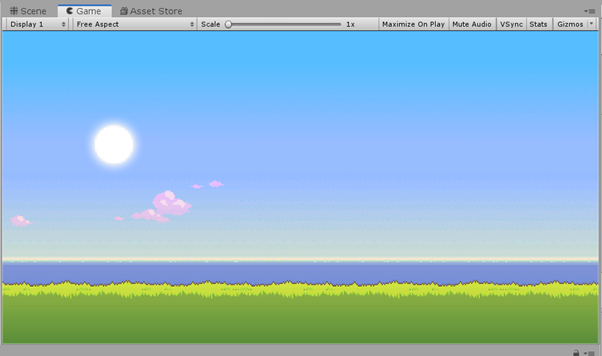 Scene Game Asset Store
Display 1 Free Aspect Scale 1x Maximize On Play Mute Audio VSync Stats Gizmos